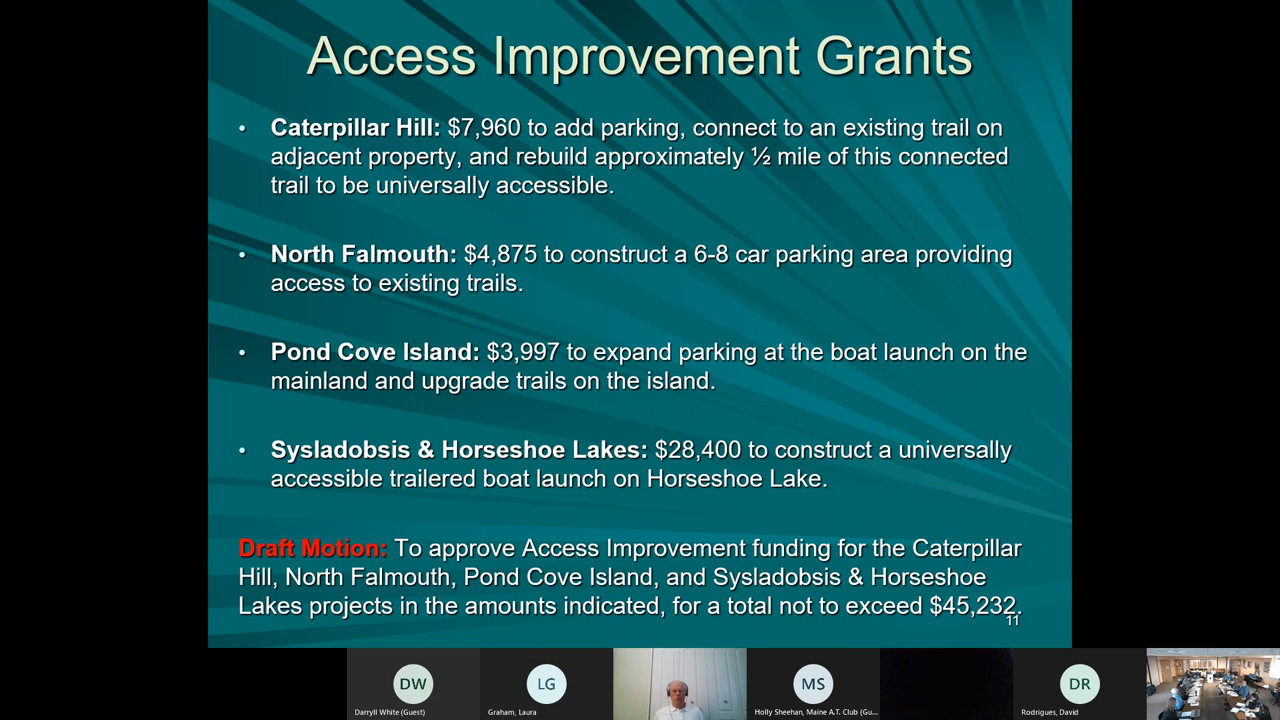 Access Improvement Grants
• Caterpillar Hill: $7,960 to add parking, connect to an existing trail on
adjacent property, and rebuild approximately ½ mile of this connected
trail to be universally accessible.
• North Falmouth: $4,875 to construct a 6-8 car parking area providing
access to existing trails.
• Pond Cove Island: $3,997 to expand parking at the boat launch on the
mainland and upgrade trails on the island.
• Sysladobsis & Horseshoe Lakes: $28,400 to construct a universally
accessible trailered boat launch on Horseshoe Lake.
Draft Motion: To approve Access Improvement funding for the Caterpillar
Hill, North Falmouth, Pond Cove Island, and Sysladobsis & Horseshoe
Lakes projects in the amounts indicated, for a total not to exceed $45,232.
11
DW
LG
MS
DR
Darryll White (Guest)
Graham, Laura
Holly Sheehan, Maine A.T. Club (Gu...
Rodrigues, David